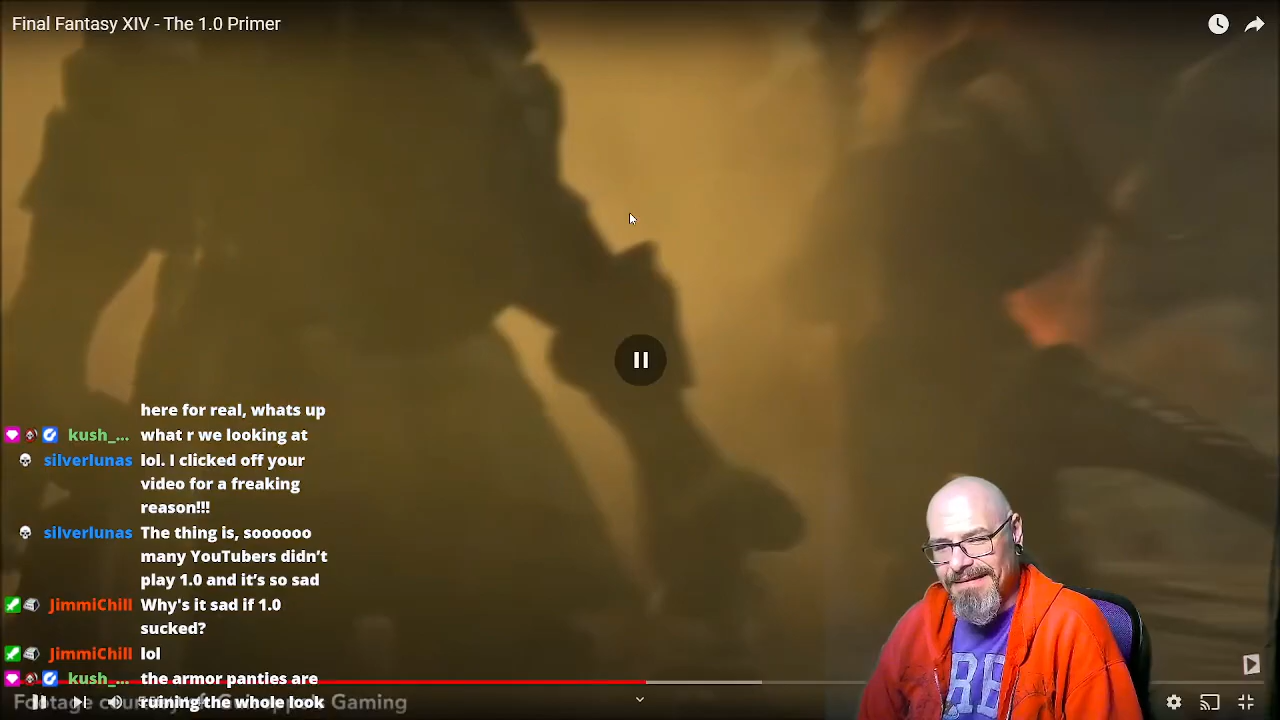 Final Fantasy XIV - The 1.0 Primer
here for real, whats up
kush_... what r we looking at
silverlunas lol. I clicked off your
video for a freaking
reason!!!
silverlunas The thing is, soooooo
many YouTubers didn't
play 1.0 and it's so sad
JimmiChill Why's it sad if 1.0
sucked?
JimmiChill lol
kush_... the armor panties are
ruining the whole look
Footage Gaming